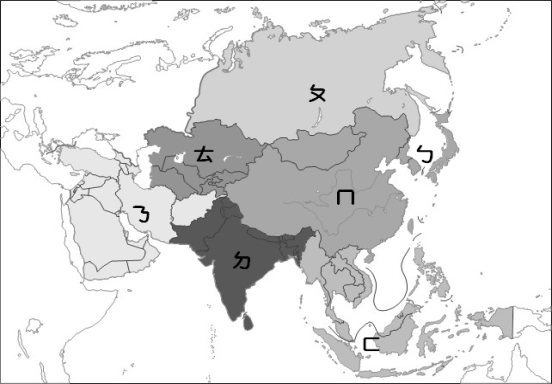 ㄆ
ㄊ
ㄅ
ㄇ
ㄋ
ㄉ
ㄈ